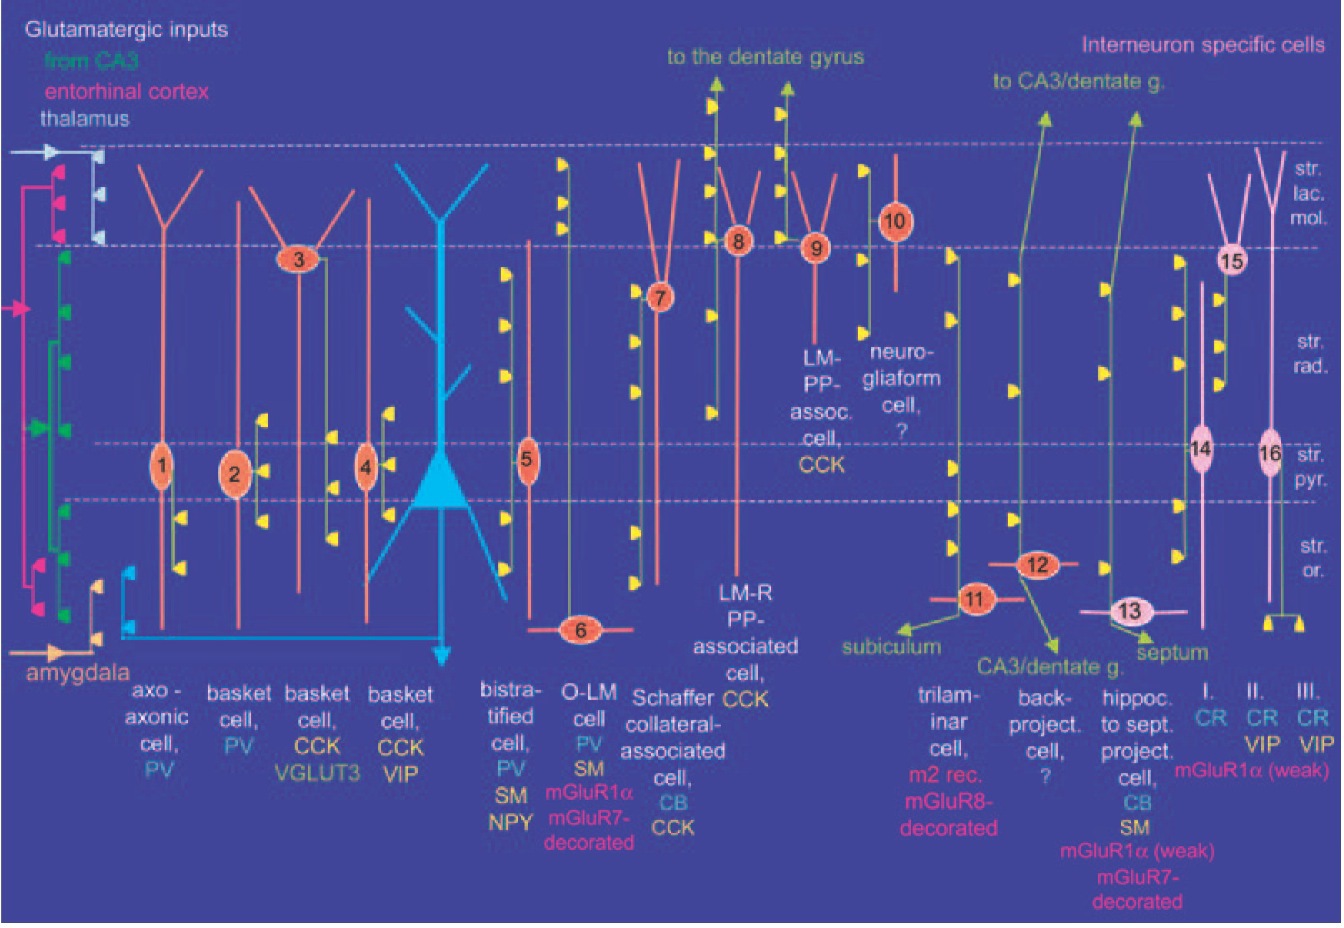 Glutamatergic inputs
from CA3
entorhinal cortex
thalamus
to the dentate gyrus
Interneuron specific cells
to CA3/dentate g.
str.
lac.
mol.
str.
rad.
str.
pyr.
str.
or.
1
2
3
4
5
6
7
8
9
10
11
12
13
14
15
16
LM-
PP-
assoc.
cell,
CCK
neuro-
gliaform
cell,
?
amygdala
subiculum
CA3/dentate g.
septum
axo -
axonic
cell,
PV
basket
cell,
PV
basket
cell,
CCK
VGLUT3
basket
cell,
CCK
VIP
bistra-
tified
cell,
PV
SM
NPY
O-LM
cell
PV
SM
mGluR1α
mGluR7-
decorated
Schaffer
collateral-
associated
cell,
CB
CCK
LM-R
PP-
associated
cell,
CCK
trilam-
inar
cell,
m2 rec.
mGluR8-
decorated
back-
project.
cell,
?
hippoc.
to sept.
project.
cell,
CB
SM
mGluR1α (weak)
mGluR7-
decorated
I.
CR
II.
CR
VIP
III.
CR
VIP
mGluR1α (weak)